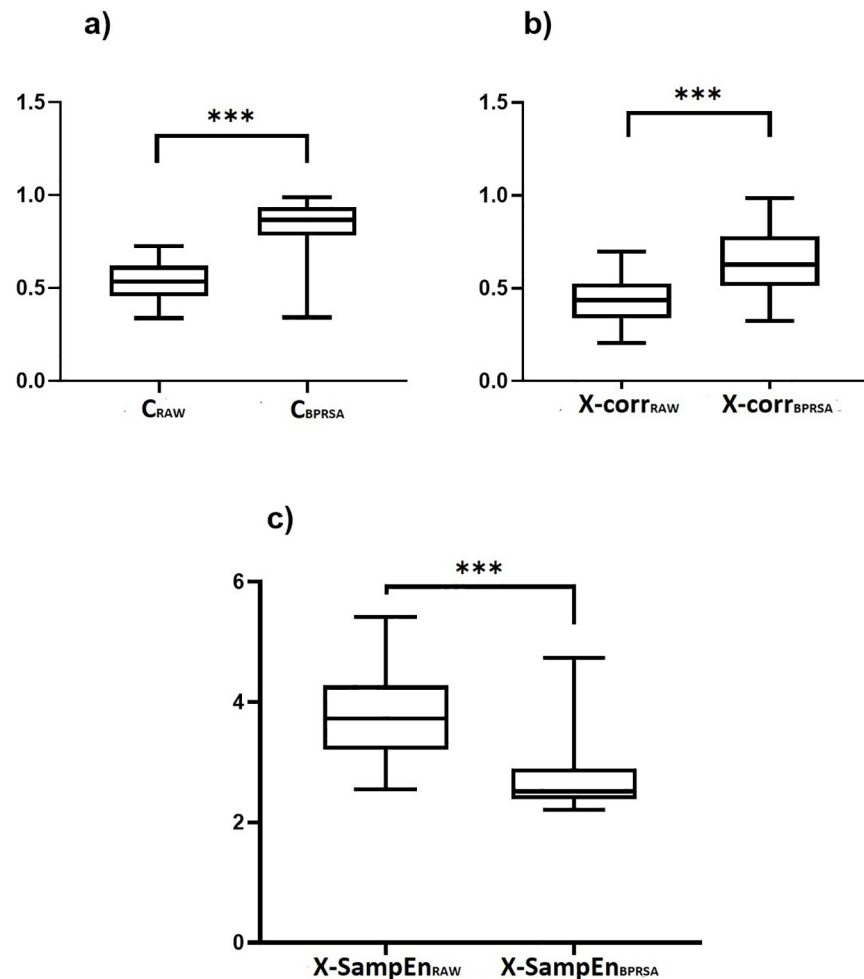 a)
1.5
1.0
0.5
0.0
***
CRAW
CBPRSA
b)
1.5
1.0
0.5
0.0
***
X-corrRAW
X-corrBPRSA
c)
6
4
2
0
***
X-SampEnRAW
X-SampEnBPRSA